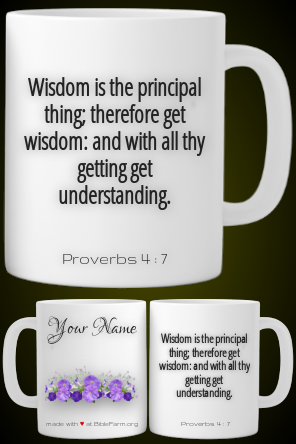 Wisdom is the principal
thing; therefore get
wisdom: and with all thy
getting get
understanding.
Proverbs 4:7
Your Name
made with ♥ at BibleFarm.org
Wisdom is the principal
thing; therefore get
wisdom: and with all thy
getting get
understanding.
Proverbs 4:7